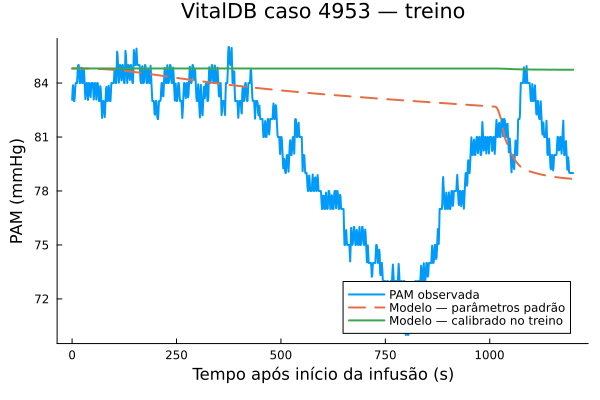 VitalDB caso 4953 — treino
PAM (mmHg)
84
81
78
75
72
PAM observada
Modelo — parâmetros padrão
Modelo — calibrado no treino
0
250
500
750
1000
Tempo após início da infusão (s)